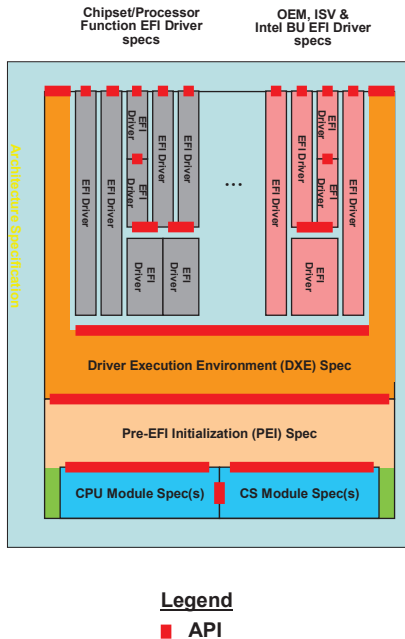 Chipset/Processor
Function EFI Driver
specs
OEM, ISV &
Intel BU EFI Driver
specs
Architecture Specification
EFI Driver
EFI Driver
EFI
Driver
EFI
Driver
EFI Driver
EFI Driver
EFI
Driver
EFI
Driver
...
EFI Driver
EFI Driver
EFI
Driver
EFI
Driver
EFI Driver
EFI
Driver
Driver Execution Environment (DXE) Spec
Pre-EFI Initialization (PEI) Spec
CPU Module Spec(s)
CS Module Spec(s)
Legend
API